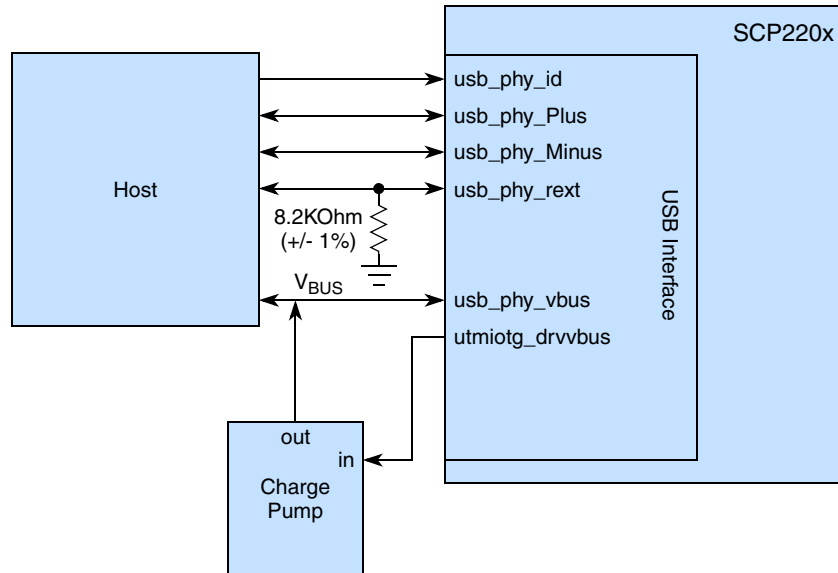 SCP220x
Host
usb_phy_id
usb_phy_Plus
usb_phy_Minus
usb_phy_rext
8.2KOhm
(+/- 1%)
USB Interface
VBUS
usb_phy_vbus
utmiotg_drvvbus
out
in
Charge
Pump